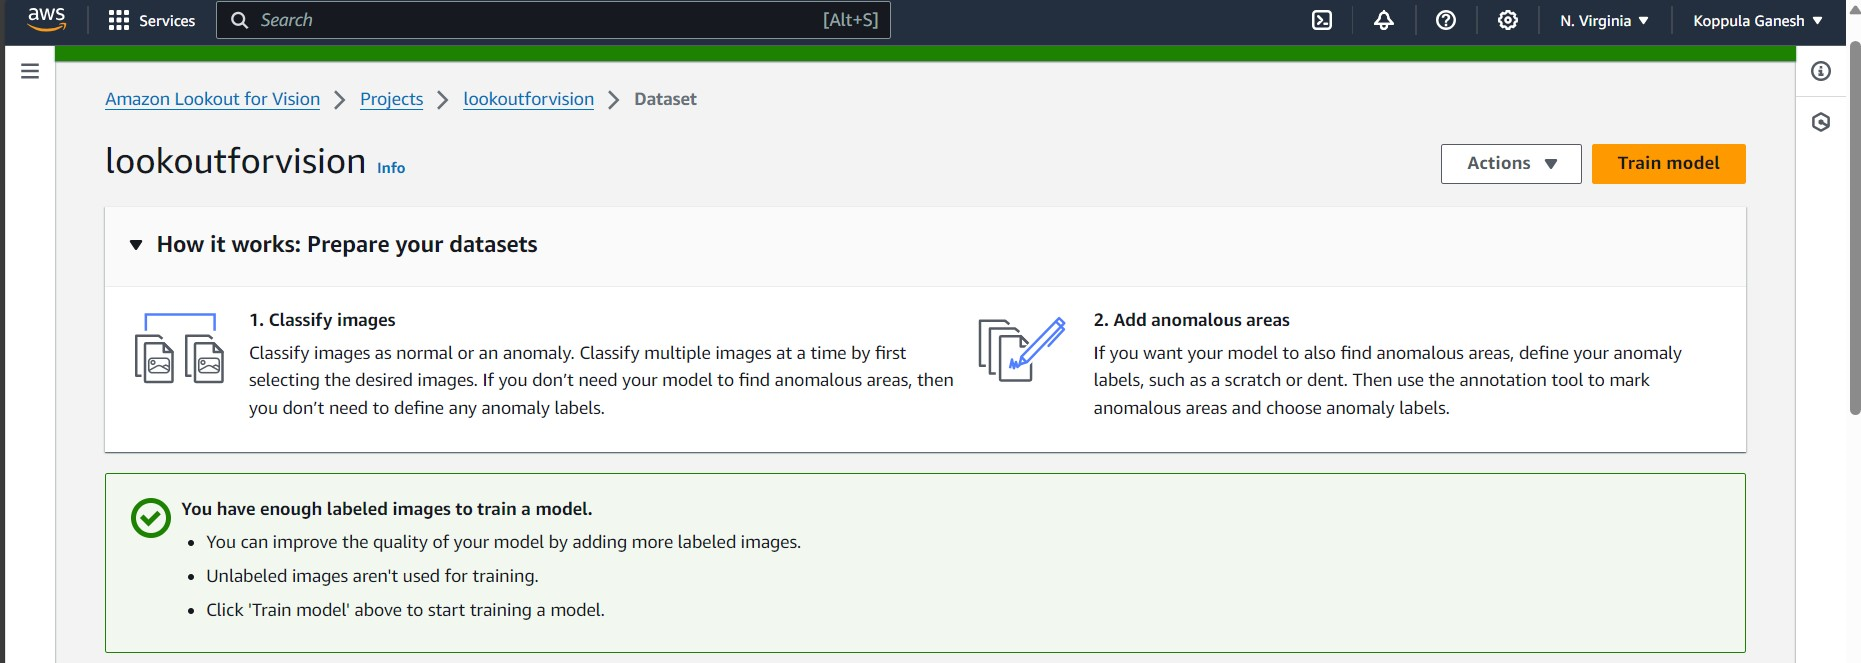 aws
Services
Search
[Alt+S]
N. Virginia
Koppula Ganesh
Amazon Lookout for Vision
Projects
lookoutforvision
Dataset
lookoutforvision
Info
Actions
Train model
How it works: Prepare your datasets
1. Classify images
Classify images as normal or an anomaly. Classify multiple images at a time by first
selecting the desired images. If you don’t need your model to find anomalous areas, then
you don’t need to define any anomaly labels.
2. Add anomalous areas
If you want your model to also find anomalous areas, define your anomaly
labels, such as a scratch or dent. Then use the annotation tool to mark
anomalous areas and choose anomaly labels.
You have enough labeled images to train a model.
• You can improve the quality of your model by adding more labeled images.
• Unlabeled images aren't used for training.
• Click 'Train model' above to start training a model.